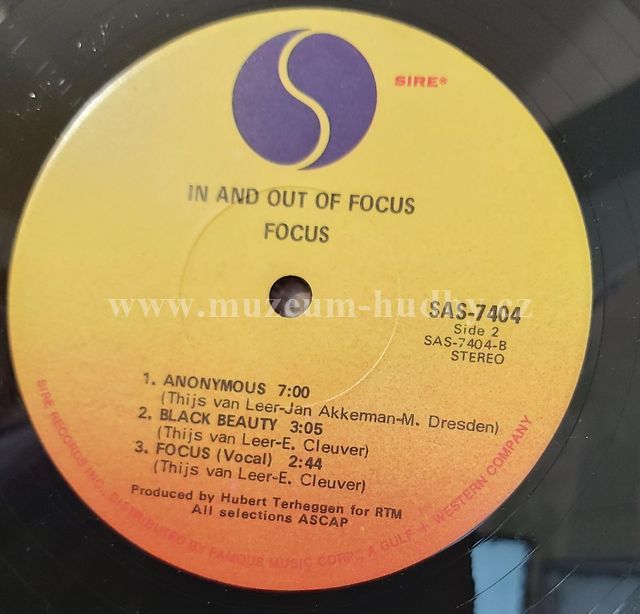 SIRE®
IN AND OUT OF FOCUS
FOCUS
www.muzeum-hudby.cz
SAS-7404
Side 2
SAS-7404-B
STEREO
1. ANONYMOUS 7:00
(Thijs van Leer-Jan Akkerman-M. Dresden)
2. BLACK BEAUTY 3:05
(Thijs van Leer-E. Cleuver)
3. FOCUS (Vocal) 2:44
(Thijs van Leer-E. Cleuver)
Produced by Hubert Terheggen for RTM
All selections ASCAP
SIRE RECORDS INC., DISTRIBUTED BY FAMOUS MUSIC CORP., A GULF + WESTERN COMPANY